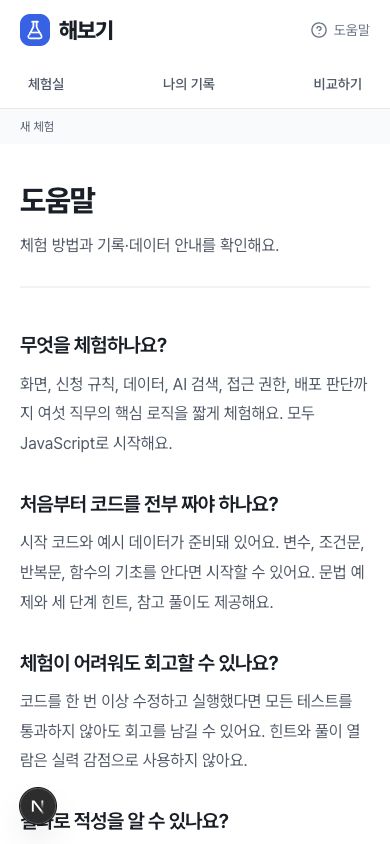 해보기
도움말
체험실 나의 기록 비교하기
새 체험
도움말
체험 방법과 기록·데이터 안내를 확인해요.
무엇을 체험하나요?
화면, 신청 규칙, 데이터, AI 검색, 접근 권한, 배포 판단까
지 여섯 직무의 핵심 로직을 짧게 체험해요. 모두
JavaScript로 시작해요.
처음부터 코드를 전부 짜야 하나요?
시작 코드와 예시 데이터가 준비돼 있어요. 변수, 조건문,
반복문, 함수의 기초를 안다면 시작할 수 있어요. 문법 예
제와 세 단계 힌트, 참고 풀이도 제공해요.
체험이 어려워도 회고할 수 있나요?
코드를 한 번 이상 수정하고 실행했다면 모든 테스트를
통과하지 않아도 회고를 남길 수 있어요. 힌트와 풀이 열
람은 실력 감점으로 사용하지 않아요.
N
적성을 알 수 있나요?